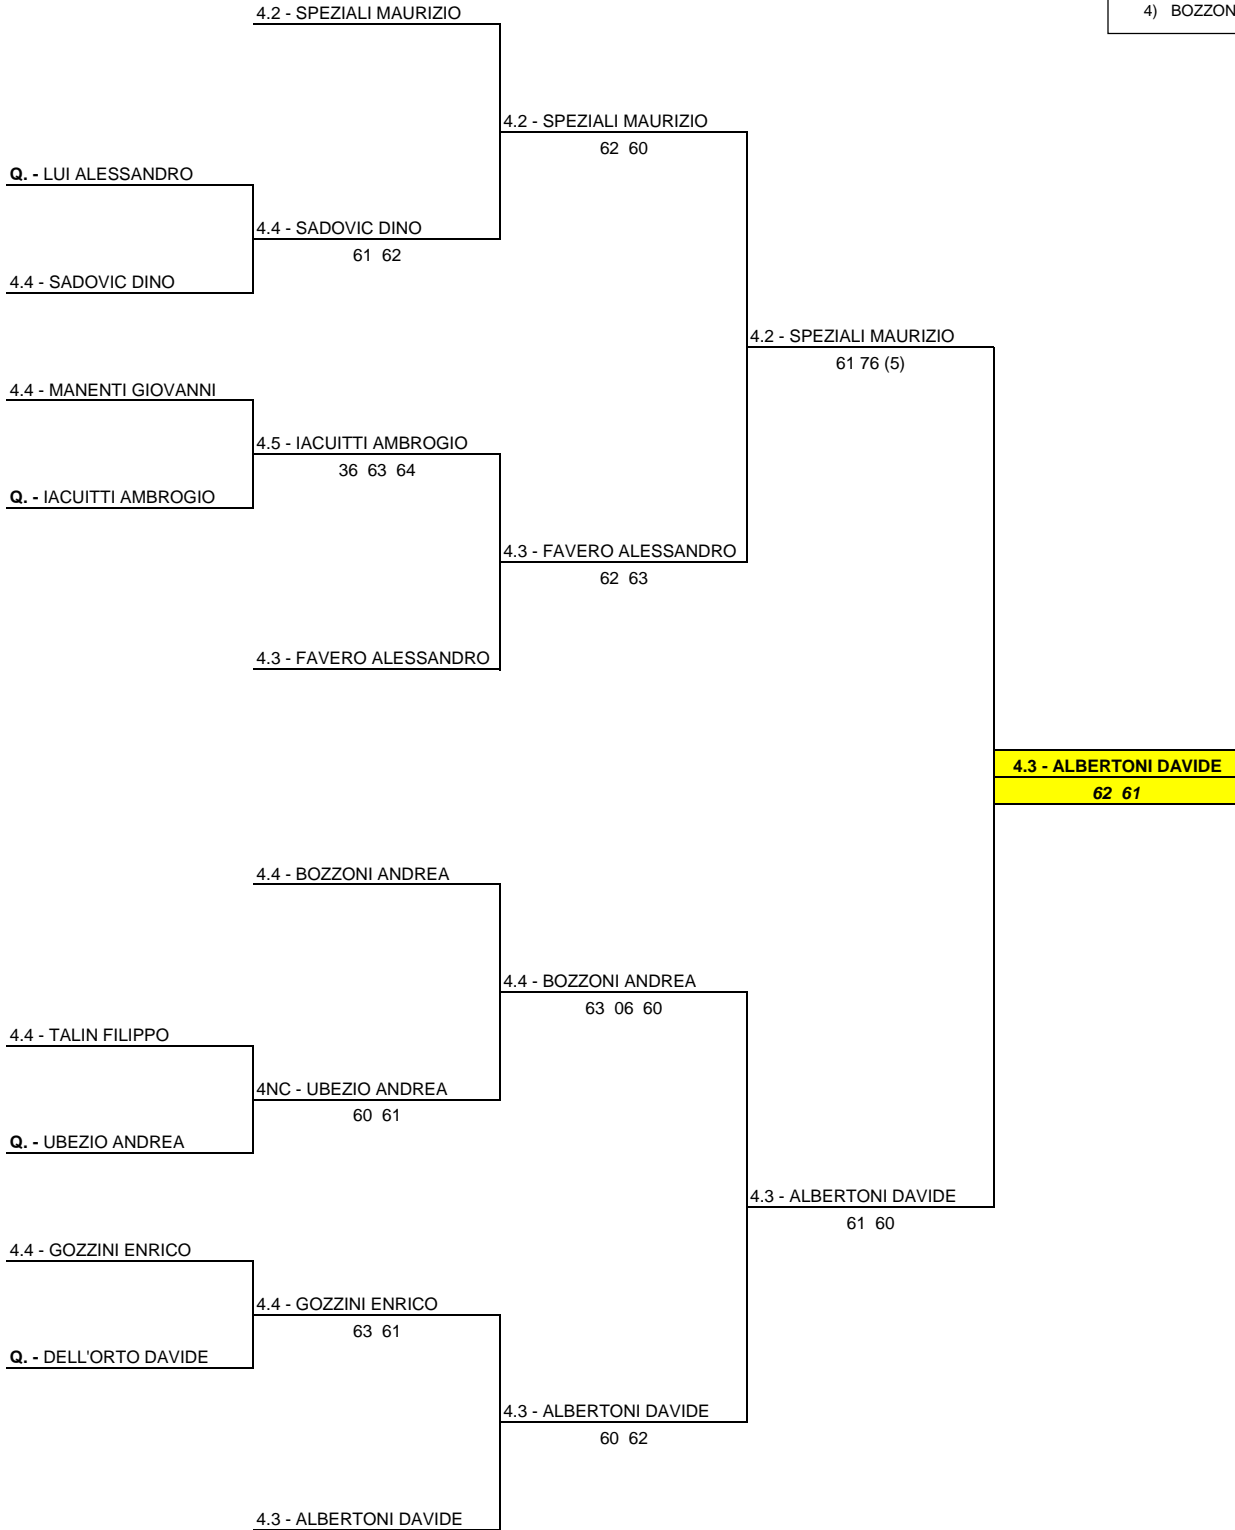 4.2 - SPEZIALI MAURIZIO
4) BOZZON
4.2 - SPEZIALI MAURIZIO
62 60
Q. - LUI ALESSANDRO
4.4 - SADOVIC DINO
61 62
4.4 - SADOVIC DINO
4.2 - SPEZIALI MAURIZIO
61 76 (5)
4.4 - MANENTI GIOVANNI
4.5 - IACUITTI AMBROGIO
36 63 64
Q. - IACUITTI AMBROGIO
4.3 - FAVERO ALESSANDRO
62 63
4.3 - FAVERO ALESSANDRO
4.3 - ALBERTONI DAVIDE
62 61
4.4 - BOZZONI ANDREA
4.4 - BOZZONI ANDREA
63 06 60
4.4 - TALIN FILIPPO
4NC - UBEZIO ANDREA
60 61
Q. - UBEZIO ANDREA
4.3 - ALBERTONI DAVIDE
61 60
4.4 - GOZZINI ENRICO
4.4 - GOZZINI ENRICO
63 61
Q. - DELL'ORTO DAVIDE
4.3 - ALBERTONI DAVIDE
60 62
4.3 - ALBERTONI DAVIDE